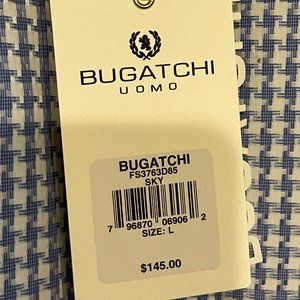 BUGATCHI
UOMO
BUGATCHI
FS3763D85
SKY
7 96870 06906 2
SIZE: L
$145.00